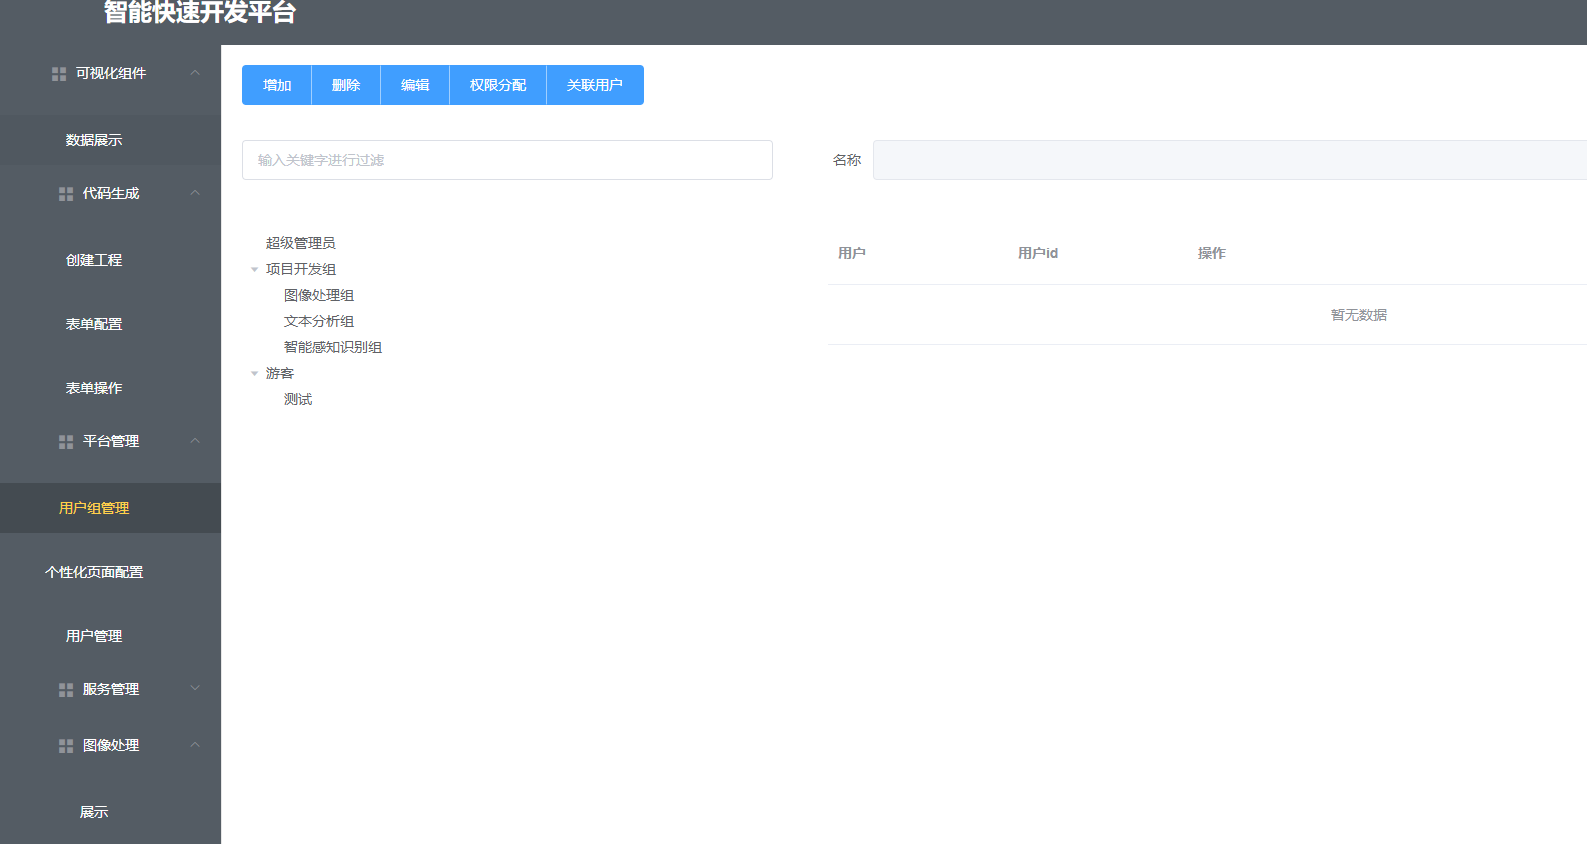 智能快速开发平台
可视化组件
数据展示
代码生成
创建工程
表单配置
表单操作
平台管理
用户组管理
个性化页面配置
用户管理
服务管理
图像处理
展示
增加 删除 编辑 权限分配 关联用户
输入关键字进行过滤
超级管理员
项目开发组
图像处理组
文本分析组
智能感知识别组
游客
测试
名称
用户 用户id 操作
暂无数据